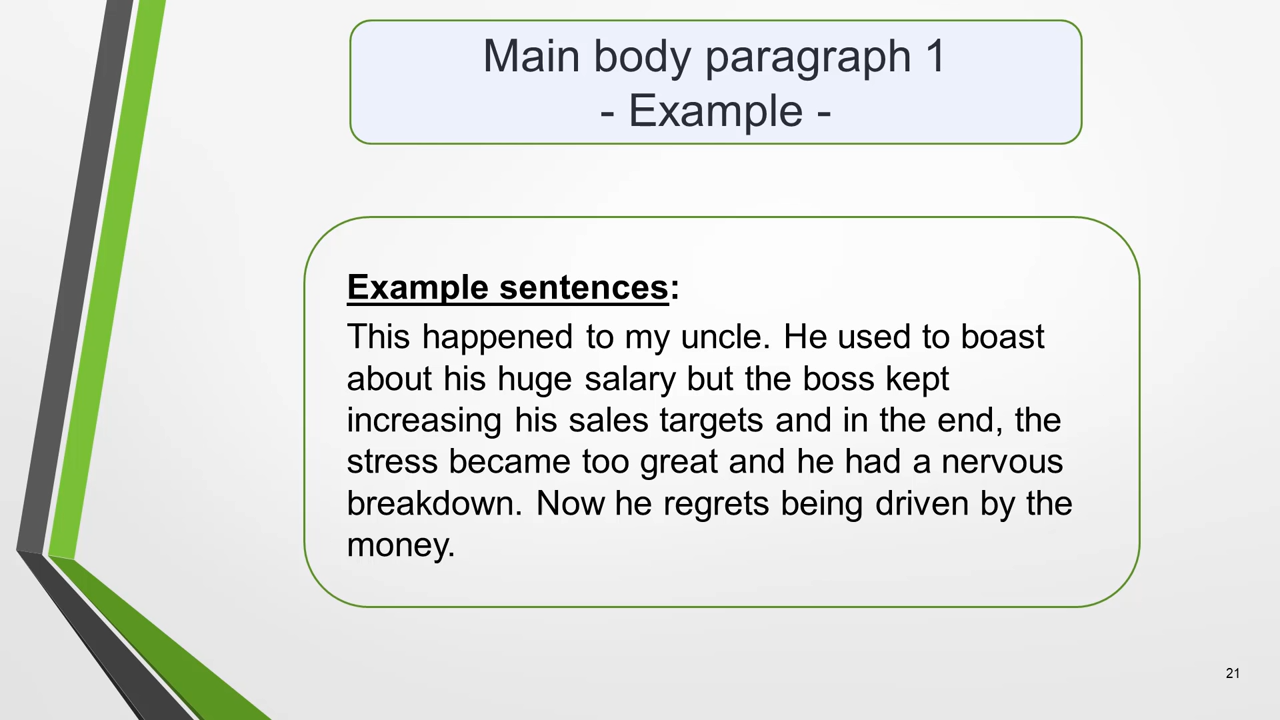 Main body paragraph 1
- Example -
Example sentences:
This happened to my uncle. He used to boast
about his huge salary but the boss kept
increasing his sales targets and in the end, the
stress became too great and he had a nervous
breakdown. Now he regrets being driven by the
money.
21